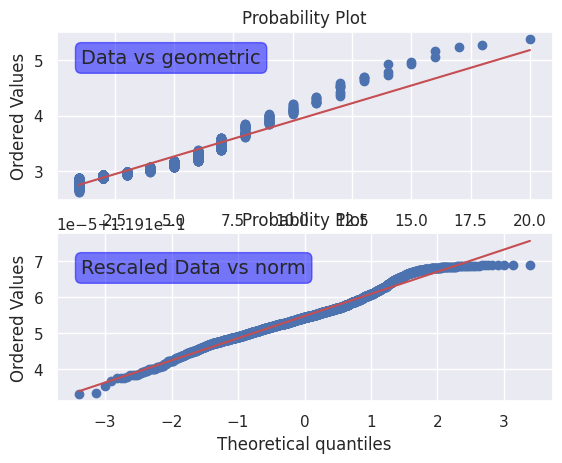 Probability Plot
Data vs geometric
Ordered Values
5
4
3
2.5 5.0 7.5 10.0 12.5 15.0 17.5 20.0
1e−5+1.191e−1
Probability Plot
Rescaled Data vs norm
Ordered Values
7
6
5
4
−3 −2 −1 0 1 2 3
Theoretical quantiles